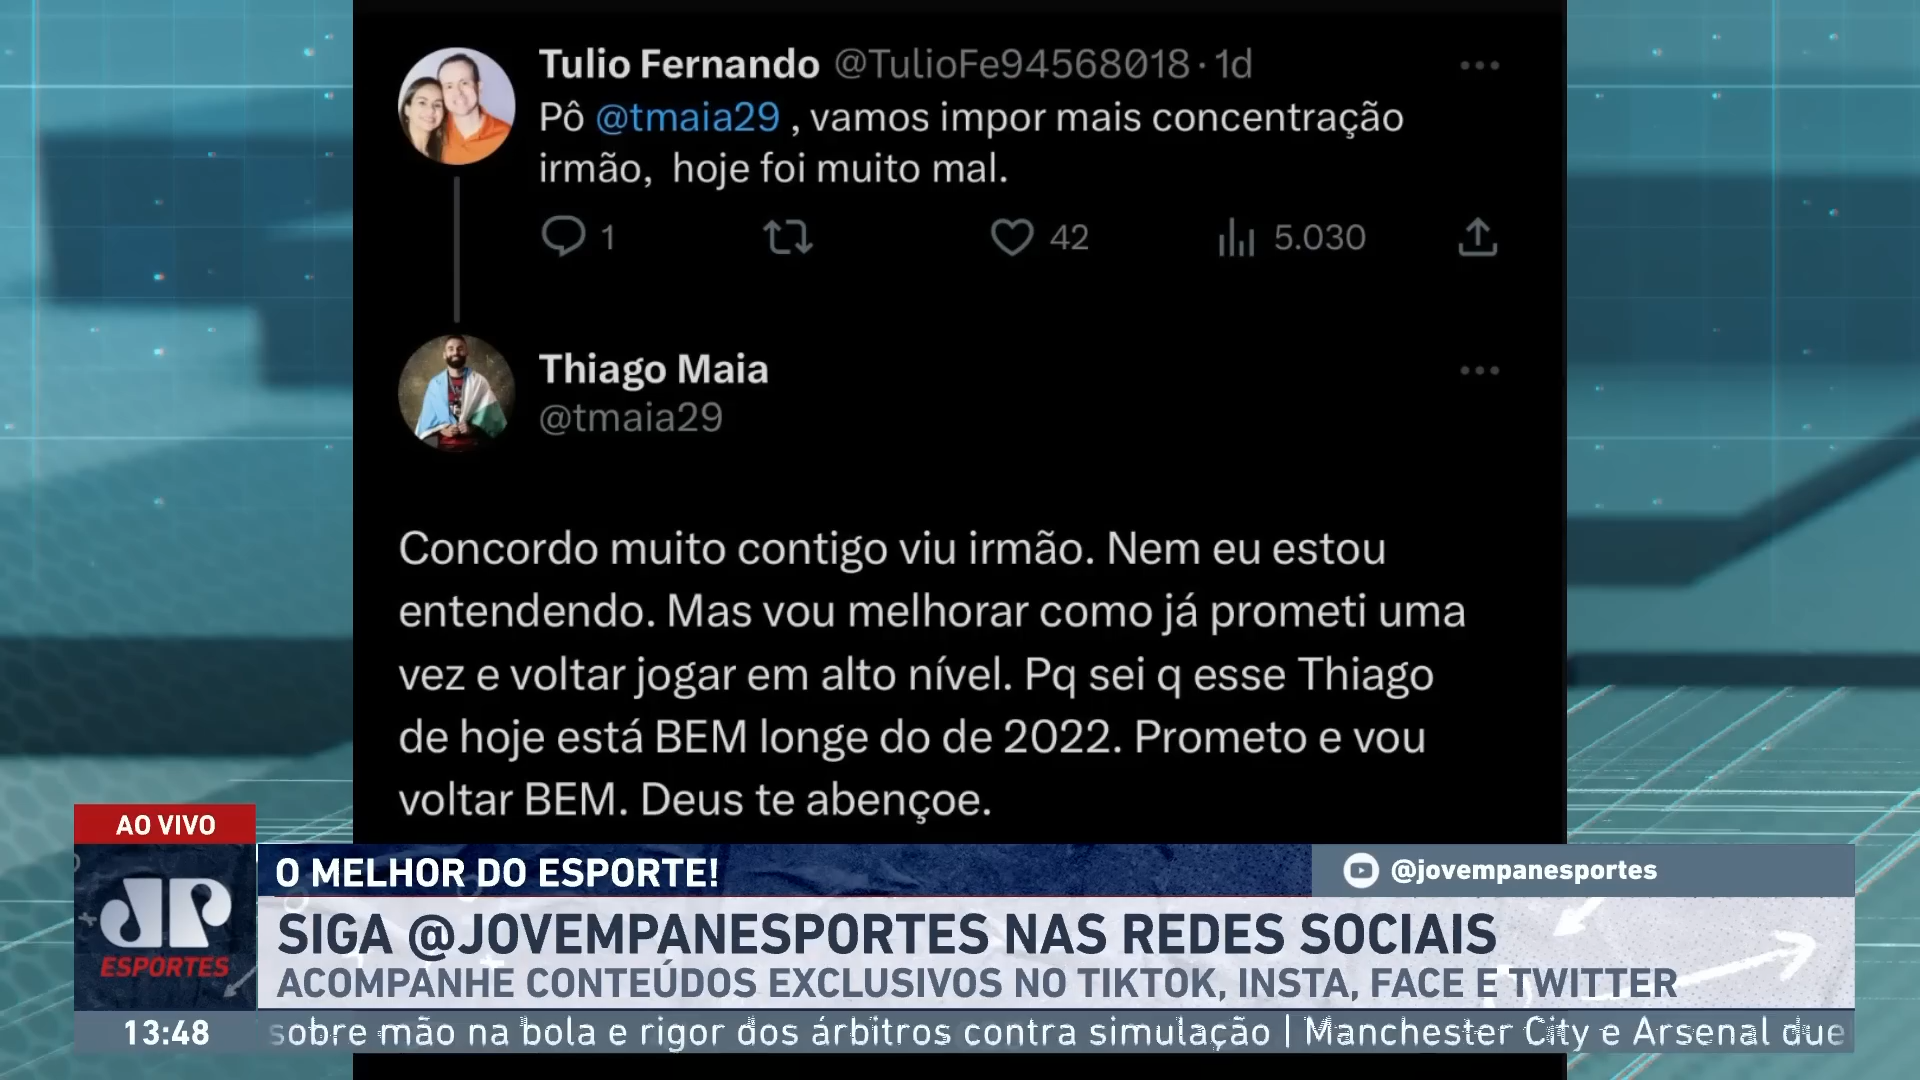 Tulio Fernando @TulioFe94568018 · 1d
Pô @tmaia29 , vamos impor mais concentração
irmão, hoje foi muito mal.
1 42 5.030
Thiago Maia
@tmaia29
Concordo muito contigo viu irmão. Nem eu estou
entendendo. Mas vou melhorar como já prometi uma
vez e voltar jogar em alto nível. Pq sei q esse Thiago
de hoje está BEM longe do de 2022. Prometo e vou
voltar BEM. Deus te abençoe.
AO VIVO
O MELHOR DO ESPORTE!
@jovempanesportes
JP
ESPORTES
SIGA @JOVEMPANESPORTES NAS REDES SOCIAIS
ACOMPANHE CONTEÚDOS EXCLUSIVOS NO TIKTOK, INSTA, FACE E TWITTER
13:48
sobre mão na bola e rigor dos árbitros contra simulação | Manchester City e Arsenal due